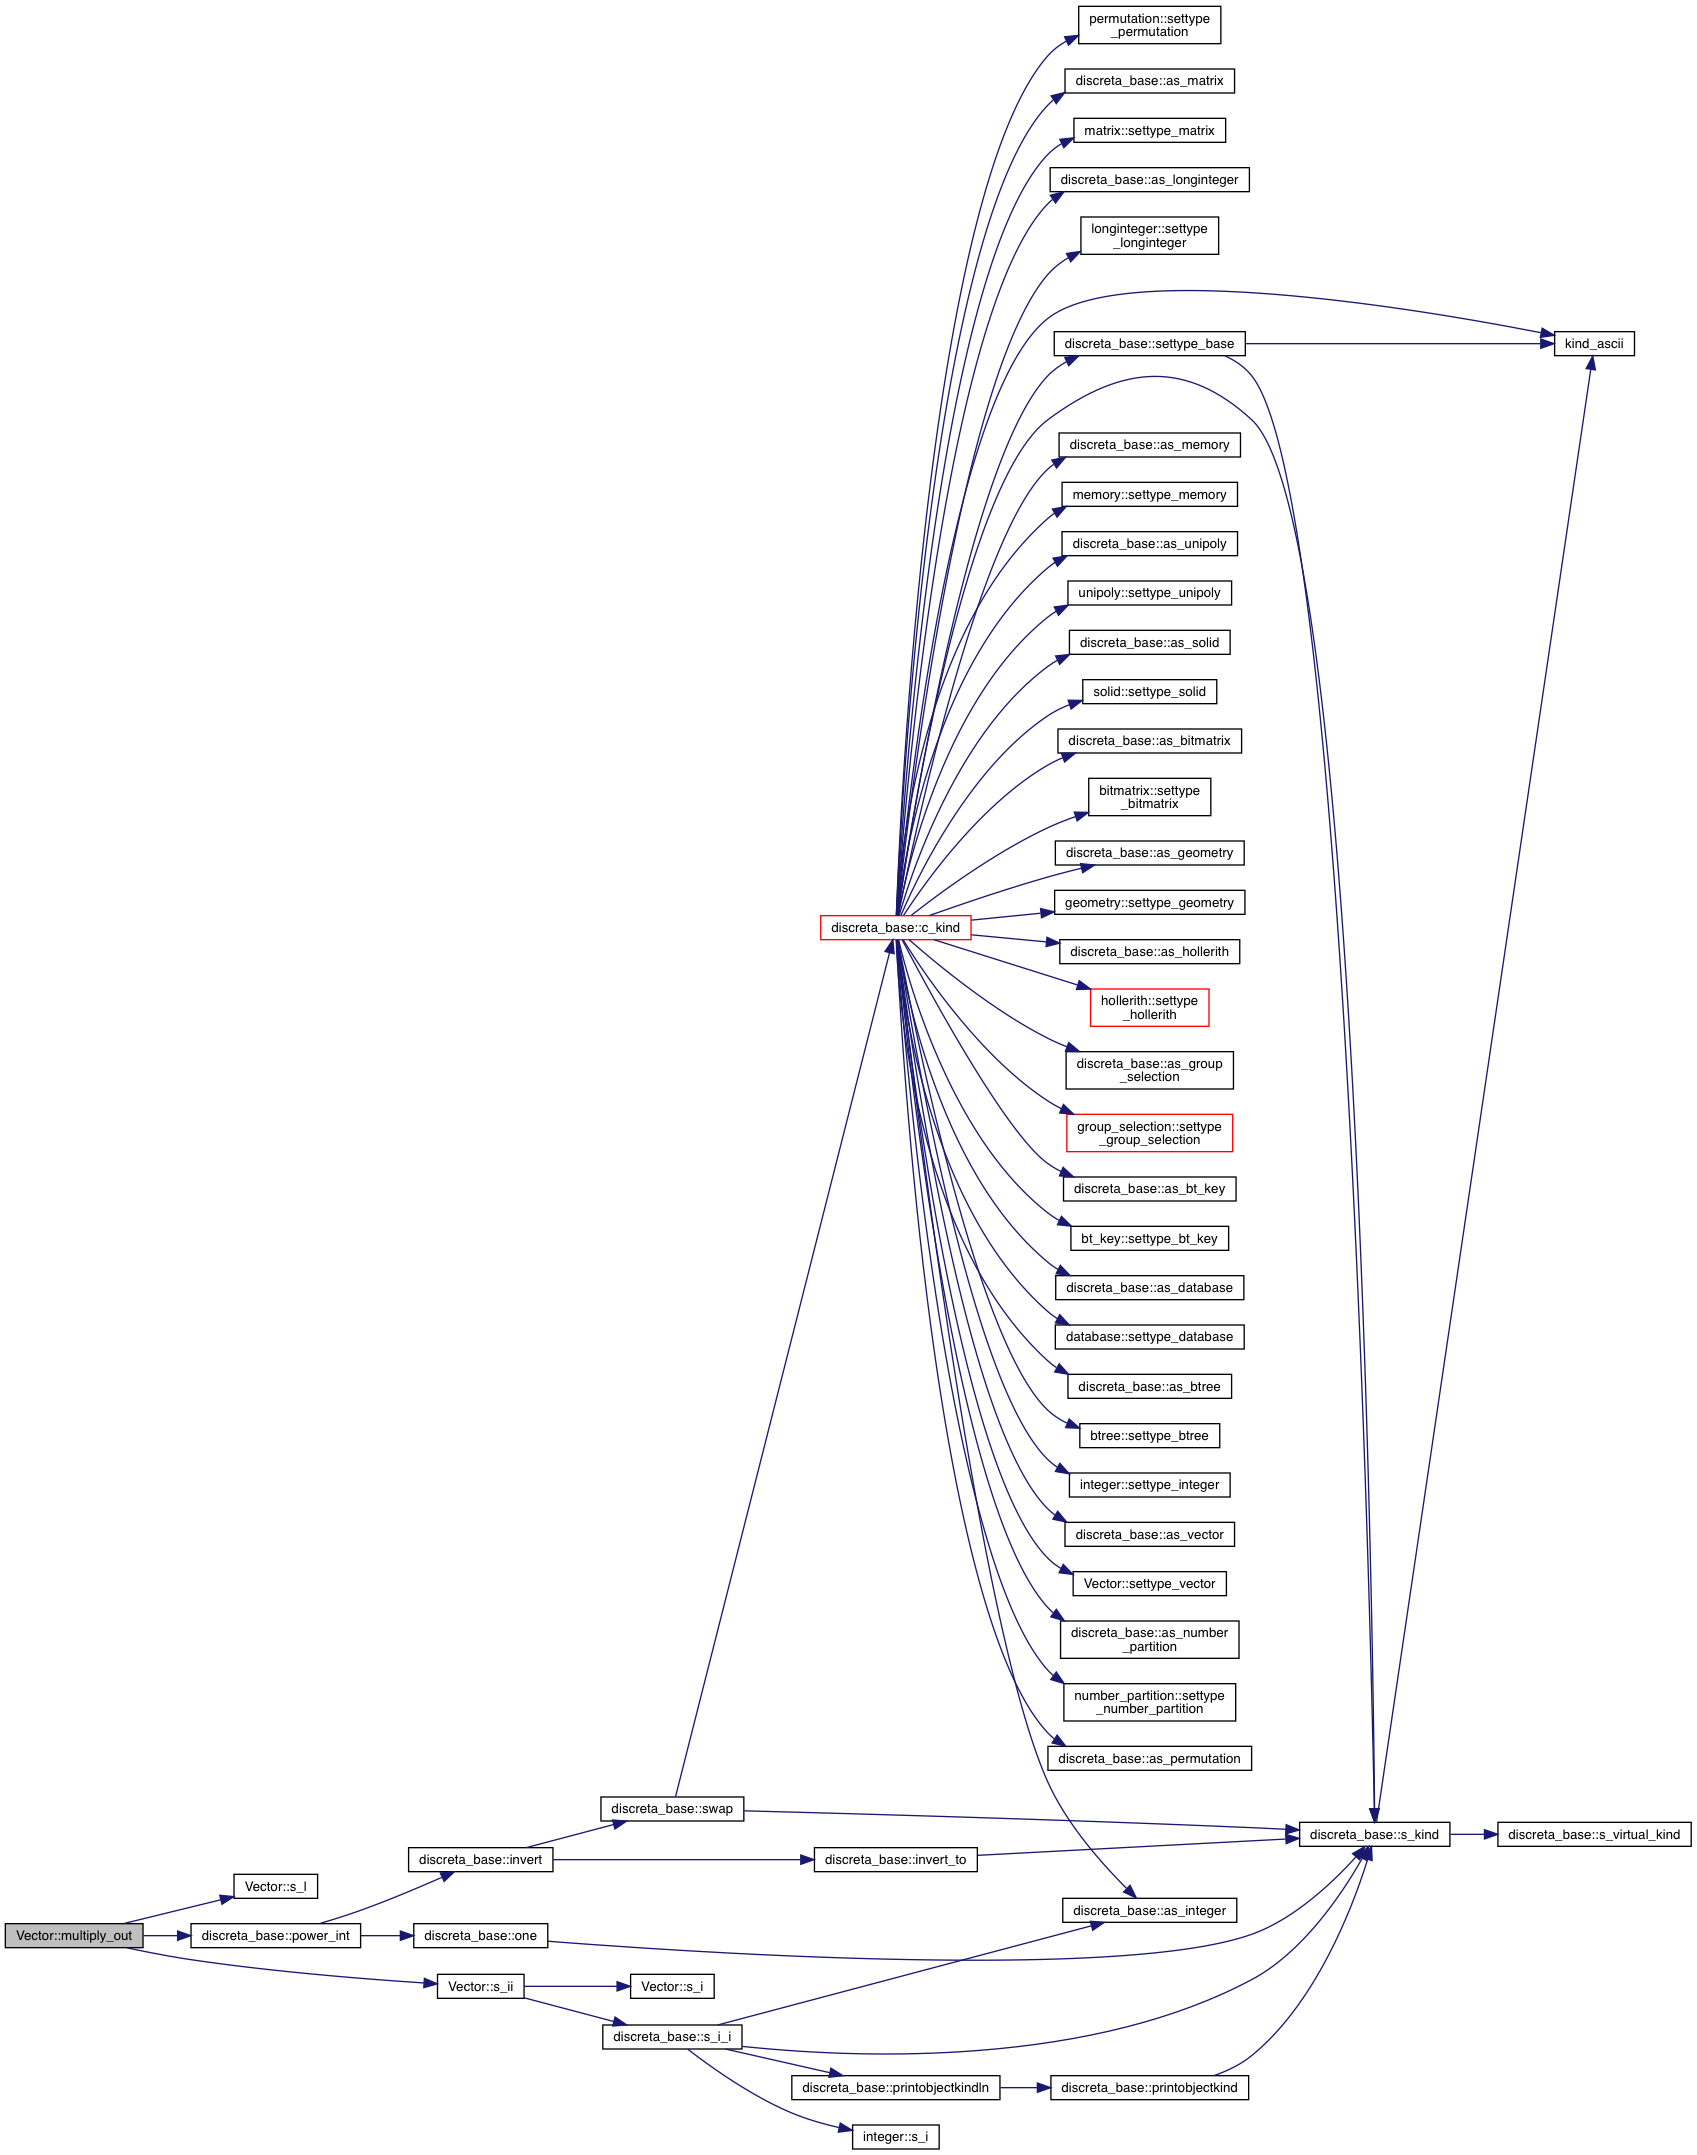 permutation::settype
_permutation
discreta_base::as_matrix
matrix::settype_matrix
discreta_base::as_longinteger
longinteger::settype
_longinteger
discreta_base::settype_base
kind_ascii
discreta_base::as_memory
memory::settype_memory
discreta_base::as_unipoly
unipoly::settype_unipoly
discreta_base::as_solid
solid::settype_solid
discreta_base::as_bitmatrix
bitmatrix::settype
_bitmatrix
discreta_base::as_geometry
geometry::settype_geometry
discreta_base::c_kind
discreta_base::as_hollerith
hollerith::settype
_hollerith
discreta_base::as_group
_selection
group_selection::settype
_group_selection
discreta_base::as_bt_key
bt_key::settype_bt_key
discreta_base::as_database
database::settype_database
discreta_base::as_btree
btree::settype_btree
integer::settype_integer
discreta_base::as_vector
Vector::settype_vector
discreta_base::as_number
_partition
number_partition::settype
_number_partition
discreta_base::as_permutation
discreta_base::swap
discreta_base::s_kind
discreta_base::s_virtual_kind
discreta_base::invert
discreta_base::invert_to
Vector::s_l
discreta_base::as_integer
Vector::multiply_out
discreta_base::power_int
discreta_base::one
Vector::s_ii
Vector::s_i
discreta_base::s_i_i
discreta_base::printobjectkindln
discreta_base::printobjectkind
integer::s_i